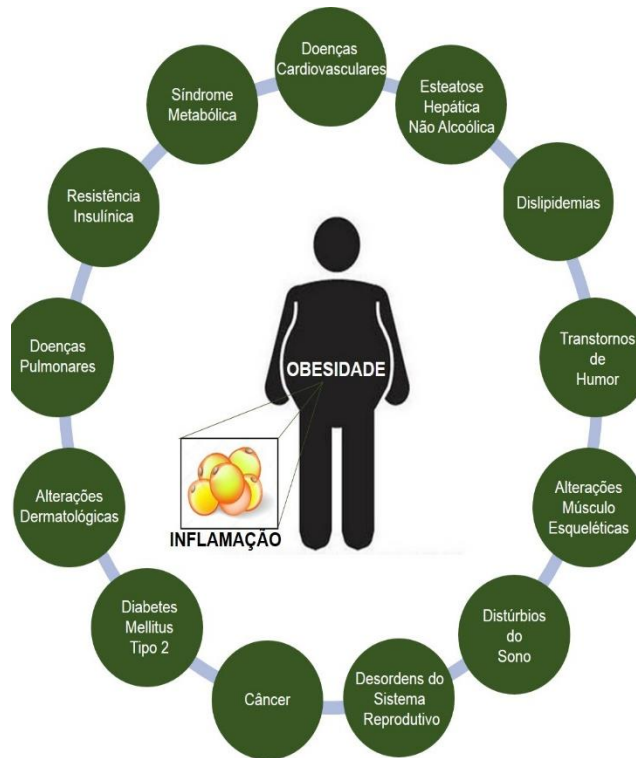 Doenças
Cardiovasculares
Esteatose
Hepática
Não Alcoólica
Dislipidemias
Transtornos
de
Humor
Alterações
Músculo
Esqueléticas
Distúrbios
do
Sono
Desordens do
Sistema
Reprodutivo
Câncer
Diabetes
Mellitus
Tipo 2
Alterações
Dermatológicas
Doenças
Pulmonares
Resistência
Insulínica
Síndrome
Metabólica
OBESIDADE
INFLAMAÇÃO